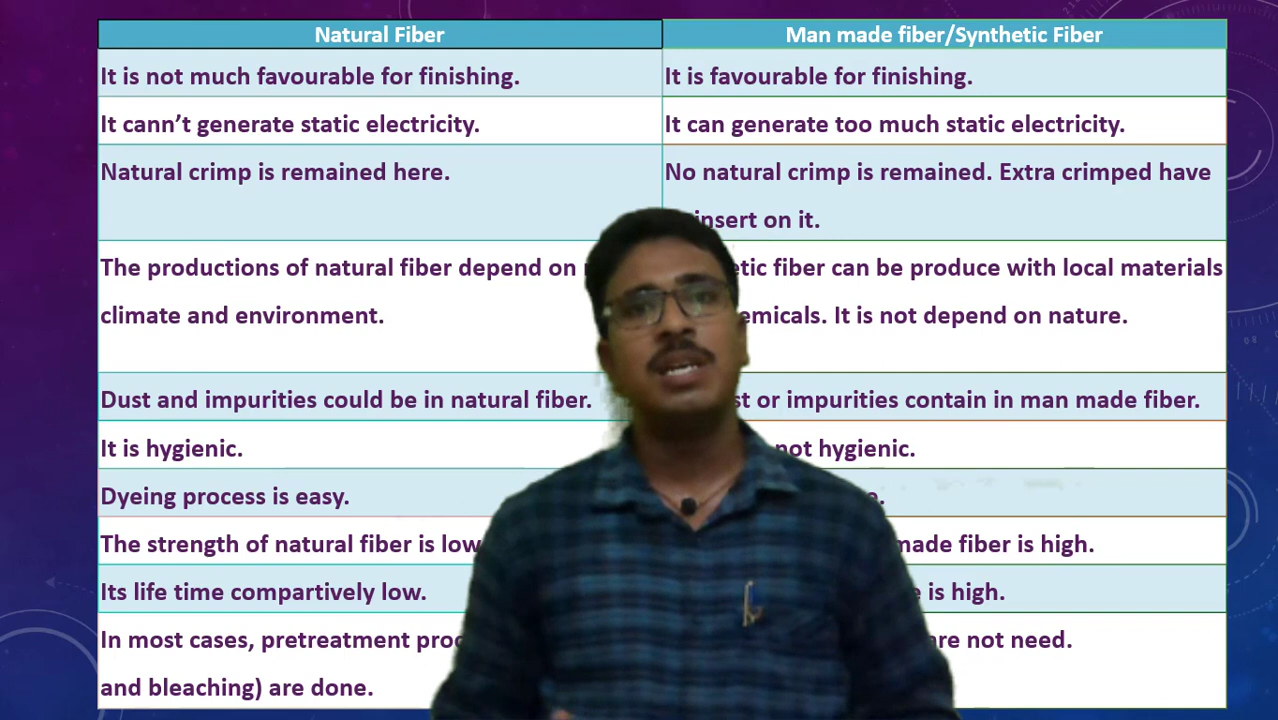 Natural Fiber
Man made fiber/Synthetic Fiber
It is not much favourable for finishing.
It is favourable for finishing.
It cann’t generate static electricity.
It can generate too much static electricity.
Natural crimp is remained here.
No natural crimp is remained. Extra crimped have
insert on it.
The productions of natural fiber depend on
climate and environment.
fiber can be produce with local materials
It is not depend on nature.
Dust and impurities could be in natural fiber.
or impurities contain in man made fiber.
It is hygienic.
not hygienic.
Dyeing process is easy.
The strength of natural fiber is low
made fiber is high.
Its life time compartively low.
is high.
In most cases, pretreatment
and bleaching) are done.
are not need.